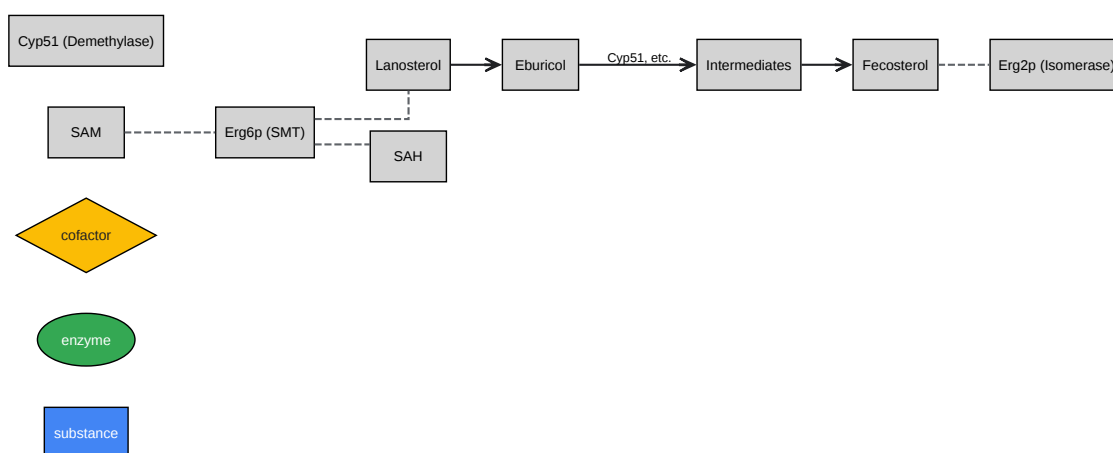 Cyp51 (Demethylase)
Lanosterol
Eburicol
Cyp51, etc.
Intermediates
Fecosterol
Erg2p (Isomerase)
SAM
Erg6p (SMT)
SAH
cofactor
enzyme
substance